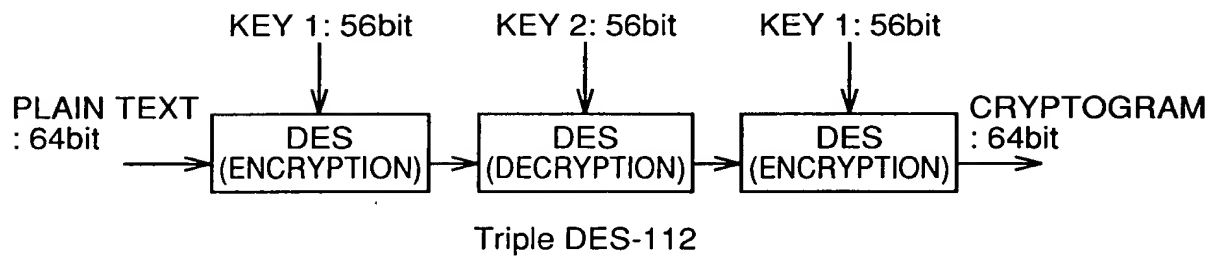 KEY 1: 56bit
KEY 2: 56bit
KEY 1: 56bit
PLAIN TEXT
: 64bit
DES
(ENCRYPTION)
DES
(DECRYPTION)
DES
(ENCRYPTION)
CRYPTOGRAM
: 64bit
Triple DES-112